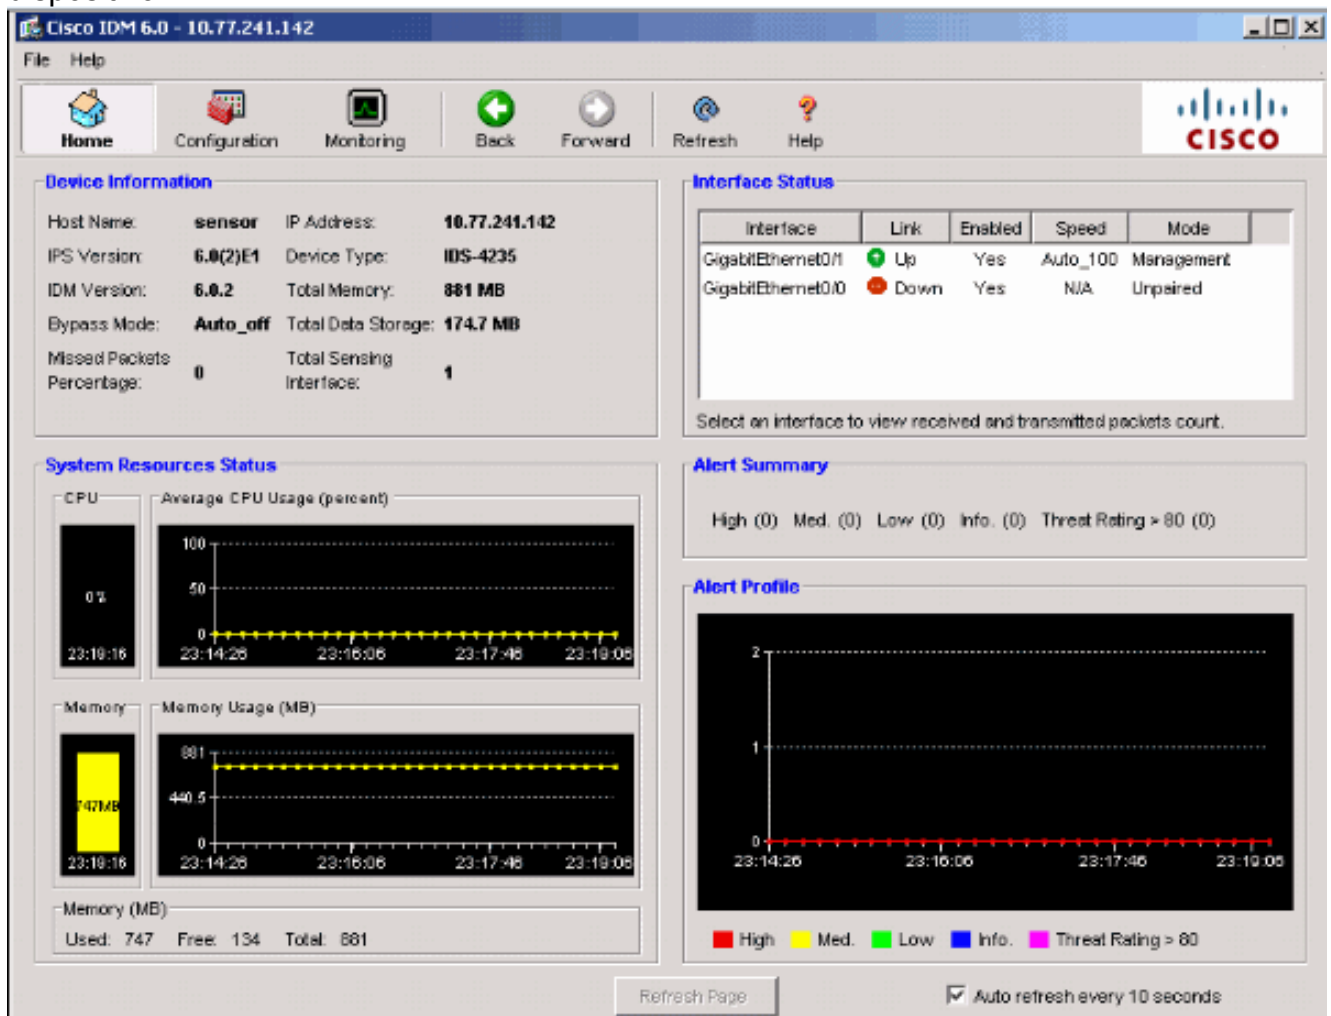 Cisco IDM 6.0 - 10.77.241.142
File Help
Home Configuration Monitoring Back Forward Refresh Help
CISCO
Device Information
Host Name: sensor IP Address: 10.77.241.142
IPS Version: 6.0(2)E1 Device Type: IDS-4235
IDM Version: 6.0.2 Total Memory: 881 MB
Bypass Mode: Auto_off Total Data Storage: 174.7 MB
Missed Packets Percentage: 0 Total Sensing Interface: 1
Interface Status
Interface Link Enabled Speed Mode
GigabitEthernet0/1 Up Yes Auto_100 Management
GigabitEthernet0/0 Down Yes N/A Unpaired
Select an interface to view received and transmitted packets count.
System Resources Status
CPU
0%
23:19:16
Average CPU Usage (percent)
100
50
0
23:14:26 23:16:06 23:17:46 23:19:06
Memory
747MB
23:19:16
Memory Usage (MB)
881
440.5
0
23:14:26 23:16:06 23:17:46 23:19:06
Memory (MB)
Used: 747 Free: 134 Total: 881
Alert Summary
High (0) Med. (0) Low (0) Info. (0) Threat Rating > 80 (0)
Alert Profile
2
1
0
23:14:26 23:16:06 23:17:46 23:19:06
High Med. Low Info. Threat Rating > 80
Refresh Page
Auto refresh every 10 seconds